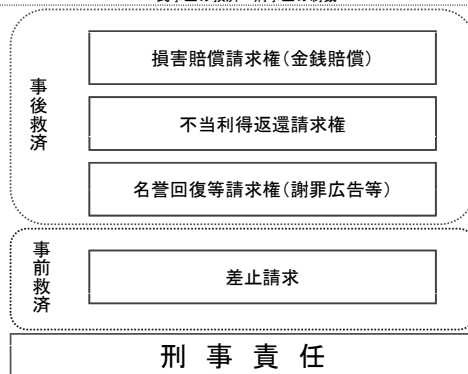 事後救済
損害賠償請求権(金銭賠償)
不当利得返還請求権
名誉回復等請求権(謝罪広告等)
事前救済
差止請求
刑事責任